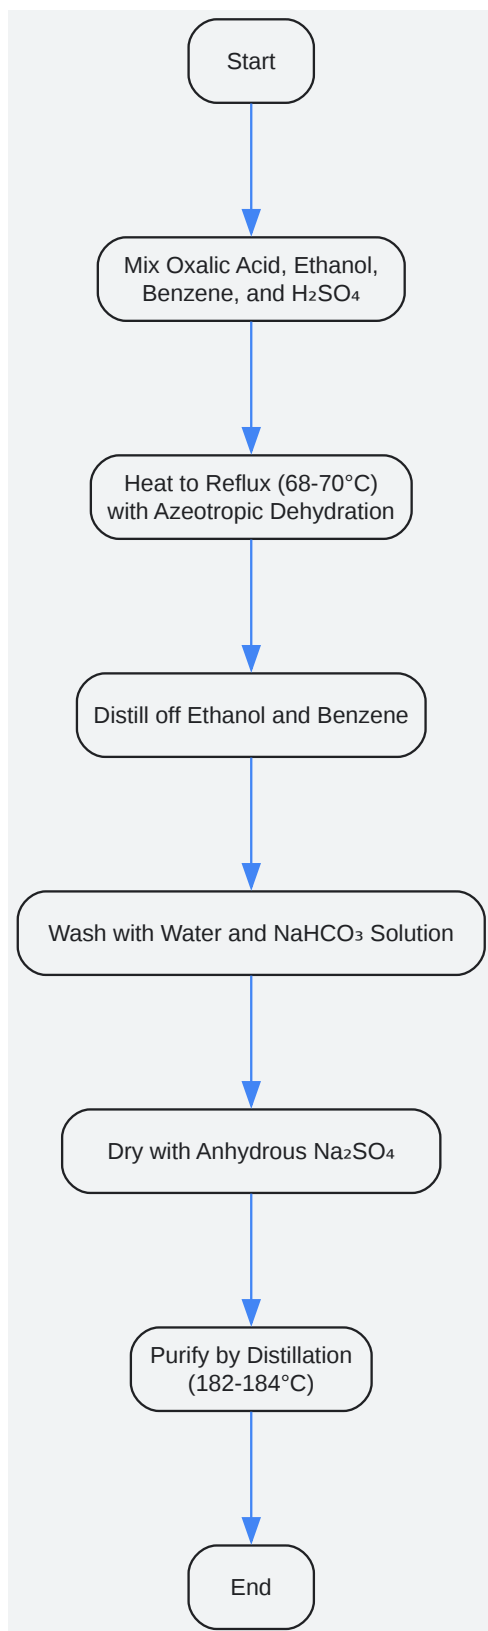 Start
Mix Oxalic Acid, Ethanol,
Benzene, and H₂SO₄
Heat to Reflux (68-70°C)
with Azeotropic Dehydration
Distill off Ethanol and Benzene
Wash with Water and NaHCO₃ Solution
Dry with Anhydrous Na₂SO₄
Purify by Distillation
(182-184°C)
End